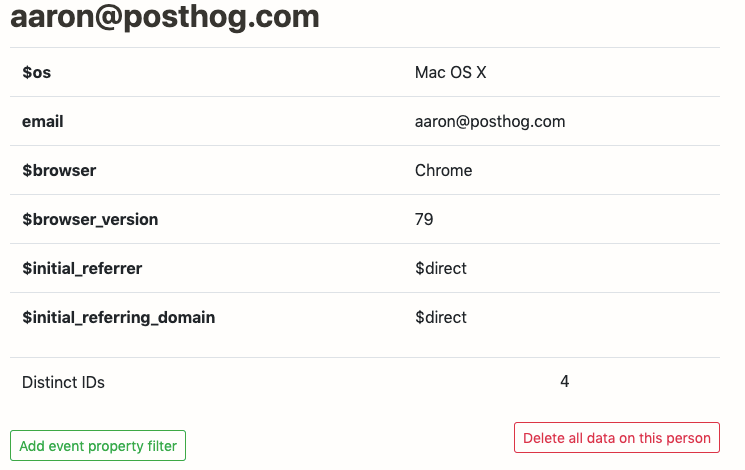 aaron@posthog.com
$os Mac OS X
email aaron@posthog.com
$browser Chrome
$browser_version 79
$initial_referrer $direct
$initial_referring_domain $direct
Distinct IDs 4
Add event property filter Delete all data on this person